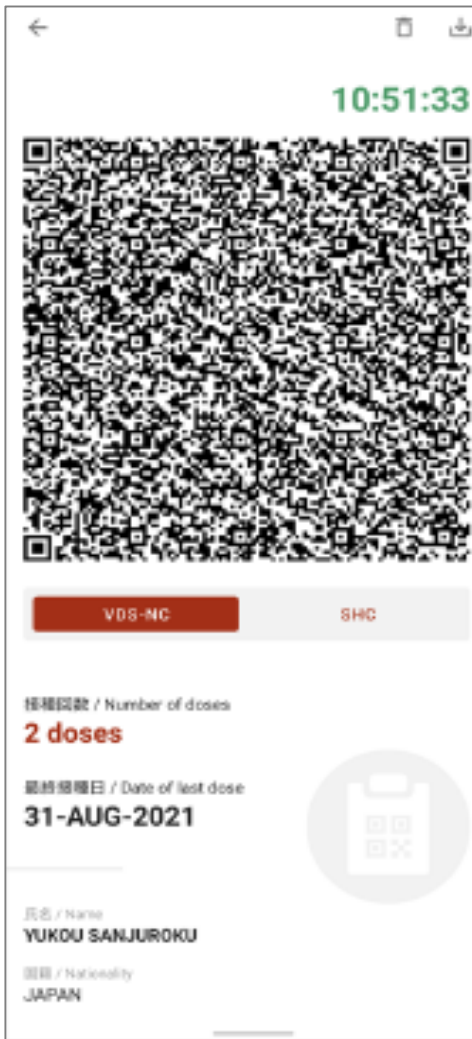 10:51:33
VDS-NC
SHC
接種回数 / Number of doses
2 doses
最終接種日 / Date of last dose
31-AUG-2021
氏名 / Name
YUKOU SANJUROKU
国籍 / Nationality
JAPAN